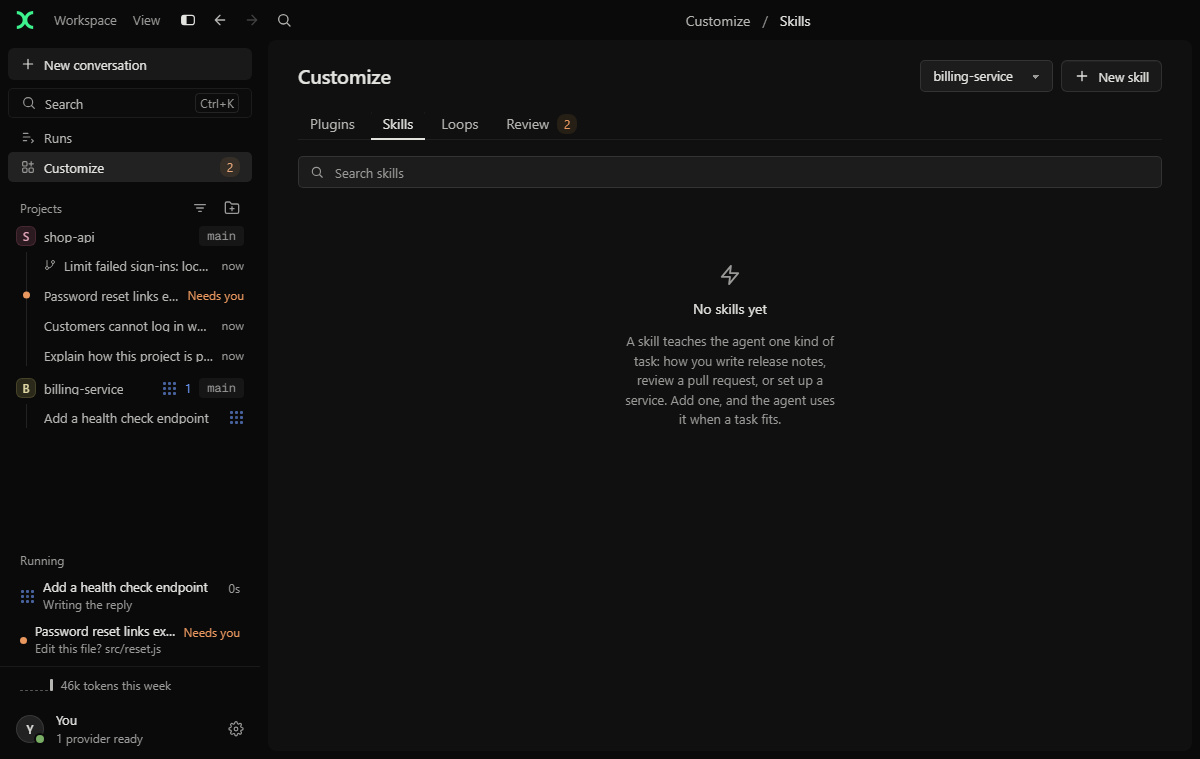 Workspace View
Customize / Skills
New conversation
Search Ctrl+K
Runs
Customize 2
Projects
S shop-api main
Limit failed sign-ins: loc... now
Password reset links e... Needs you
Customers cannot log in w... now
Explain how this project is p... now
B billing-service 1 main
Add a health check endpoint
Running
Add a health check endpoint 0s
Writing the reply
Password reset links ex... Needs you
Edit this file? src/reset.js
46k tokens this week
Y You
1 provider ready
Customize
billing-service
New skill
Plugins Skills Loops Review 2
Search skills
No skills yet
A skill teaches the agent one kind of
task: how you write release notes,
review a pull request, or set up a
service. Add one, and the agent uses
it when a task fits.